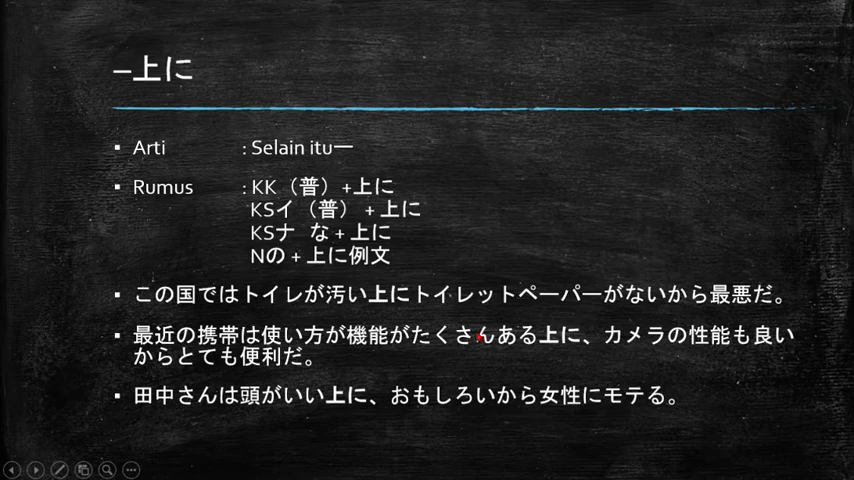 –上に
▪ Arti : Selain itu一
▪ Rumus : KK（普）+上に
KSイ（普） + 上に
KSナ な + 上に
Nの + 上に例文
▪ この国ではトイレが汚い上にトイレットペーパーがないから最悪だ。
▪ 最近の携帯は使い方が機能がたくさんある上に、カメラの性能も良い
からとても便利だ。
▪ 田中さんは頭がいい上に、おもしろいから女性にモテる。